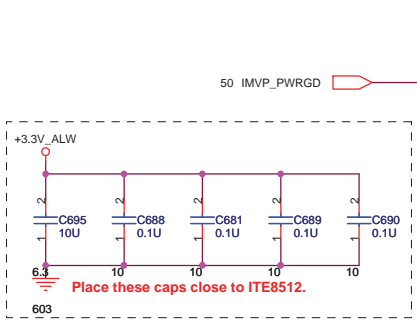 50 IMVP_PWRGD
+3.3V_ALW
2 2 2 2 2
C695 C688 C681 C689 C690
10U 0.1U 0.1U 0.1U 0.1U
1 1 1 1 1
6.3 10 10 10 10
Place these caps close to ITE8512.
603